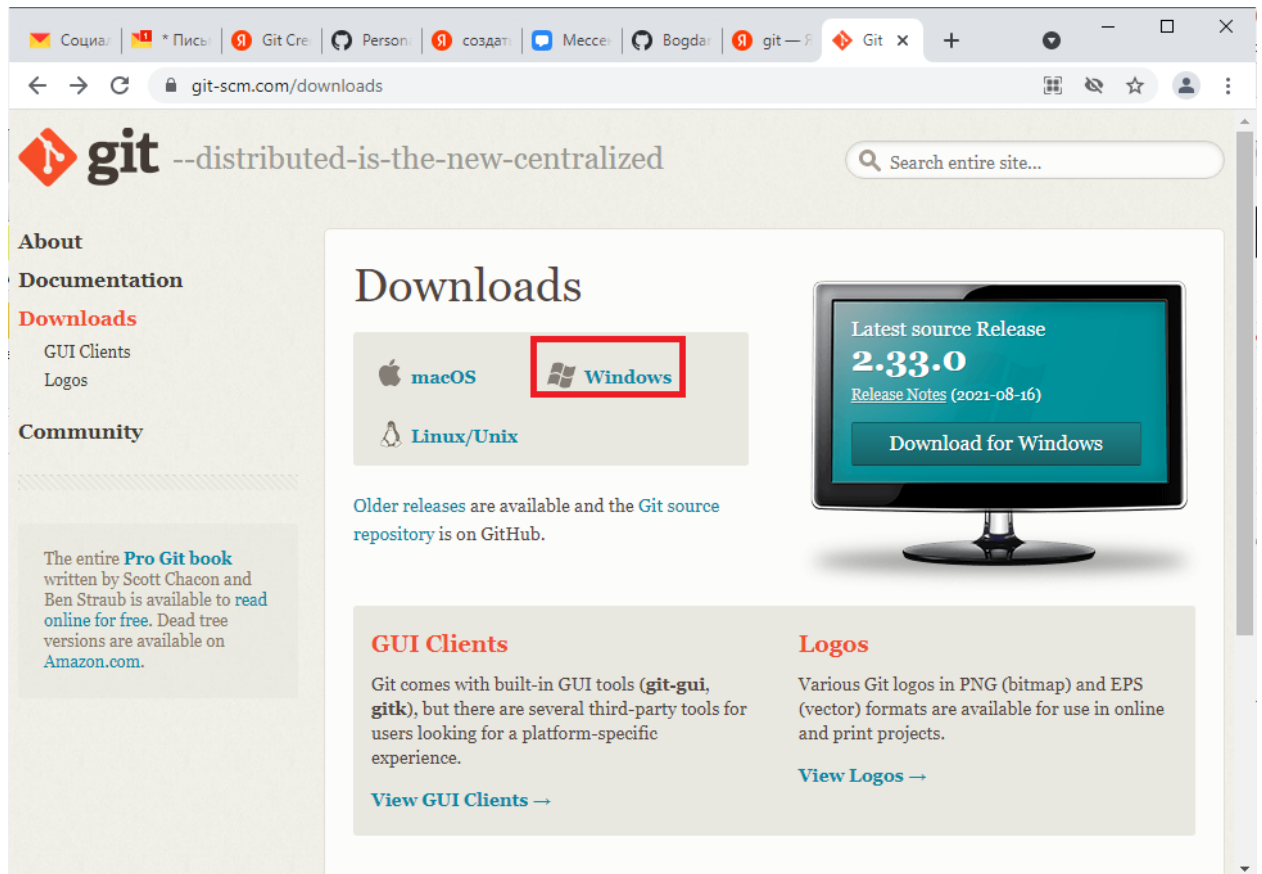 Социал
1
* Пись
Я
Git Cre
Person
Я
создат
Мессе
Bogdan
Я
git — Я
Git
git-scm.com/downloads
git --distributed-is-the-new-centralized
Search entire site...
About
Documentation
Downloads
GUI Clients
Logos
Community
The entire Pro Git book
written by Scott Chacon and
Ben Straub is available to read
online for free. Dead tree
versions are available on
Amazon.com.
Downloads
macOS
Windows
Linux/Unix
Older releases are available and the Git source
repository is on GitHub.
Latest source Release
2.33.0
Release Notes (2021-08-16)
Download for Windows
GUI Clients
Git comes with built-in GUI tools (git-gui,
gitk), but there are several third-party tools for
users looking for a platform-specific
experience.
View GUI Clients →
Logos
Various Git logos in PNG (bitmap) and EPS
(vector) formats are available for use in online
and print projects.
View Logos →